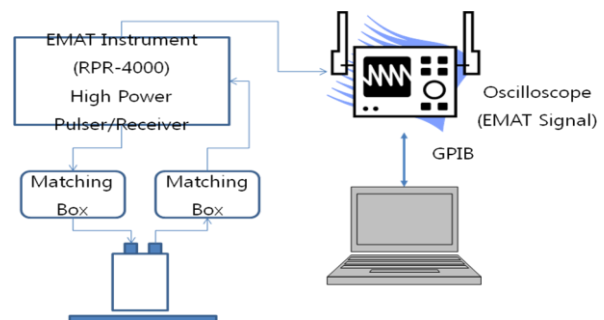 EMAT Instrument
(RPR-4000)
High Power
Pulser/Receiver
Oscilloscope
(EMAT Signal)
GPIB
Matching
Box
Matching
Box